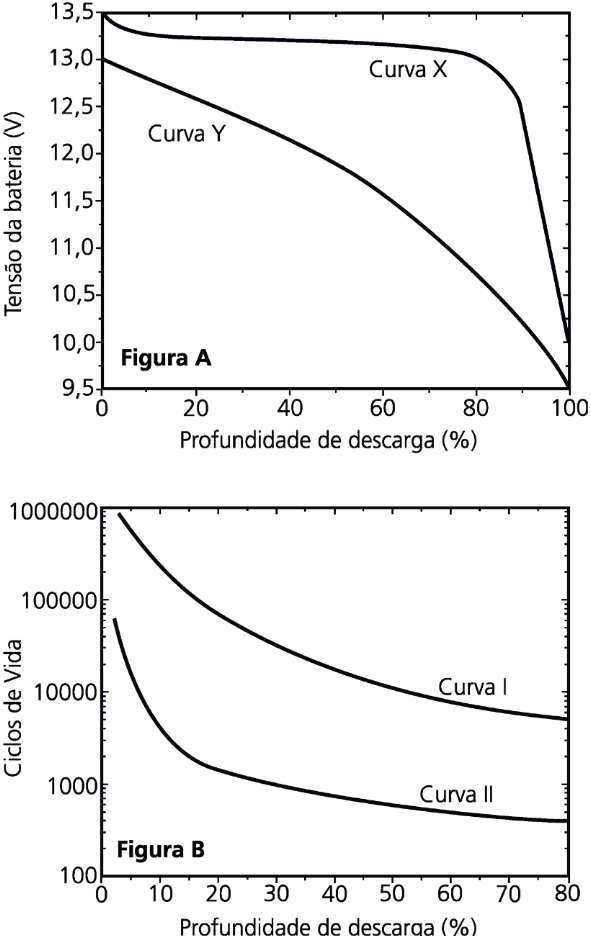 Tensão da bateria (V)
13,5
13,0
12,5
12,0
11,5
11,0
10,5
10,0
9,5
Curva X
Curva Y
Figura A
0 20 40 60 80 100
Profundidade de descarga (%)
Ciclos de Vida
1000000
100000
10000
1000
100
Curva I
Curva II
Figura B
0 10 20 30 40 50 60 70 80
Profundidade de descarga (%)